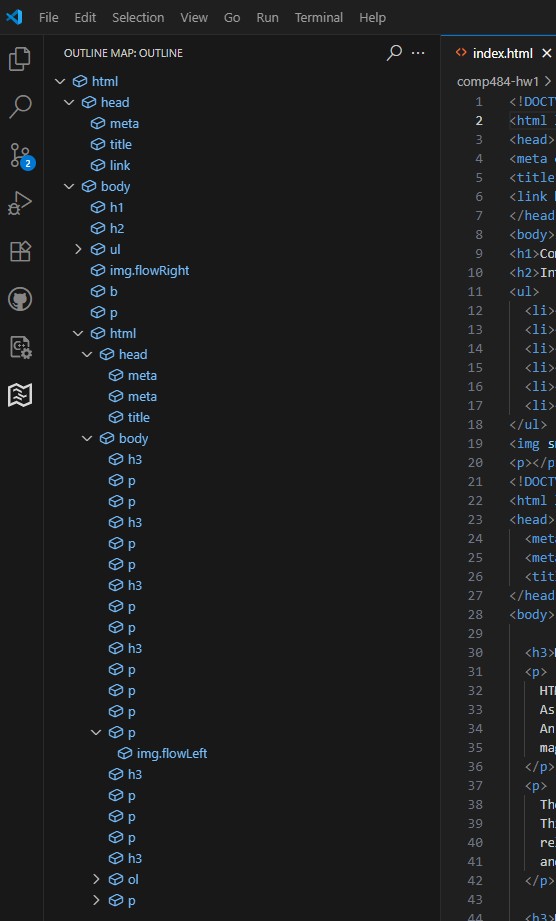 File Edit Selection View Go Run Terminal Help
OUTLINE MAP: OUTLINE
2
html
head
meta
title
link
body
h1
h2
ul
img.flowRight
b
p
html
head
meta
meta
title
body
h3
p
p
h3
p
p
h3
p
p
h3
p
p
p
p
img.flowLeft
h3
p
p
p
h3
ol
p
index.html
comp484-hw1
1 <!DOCTY
2 <html
3 <head>
4 <meta
5 <title
6 <link
7 </head
8 <body>
9 <h1>Co
10 <h2>In
11 <ul>
12 <li>
13 <li>
14 <li>
15 <li>
16 <li>
17 <li>
18 </ul>
19 <img s
20 <p></p
21 <!DOCTY
22 <html
23 <head>
24 <met
25 <met
26 <tit
27 </head
28 <body>
29
30 <h3>
31 <p>
32 HT
33 As
34 An
35 ma
36 </p>
37 <p>
38 The
39 Th
40 re
41 an
42 </p>
43
44 <h3>